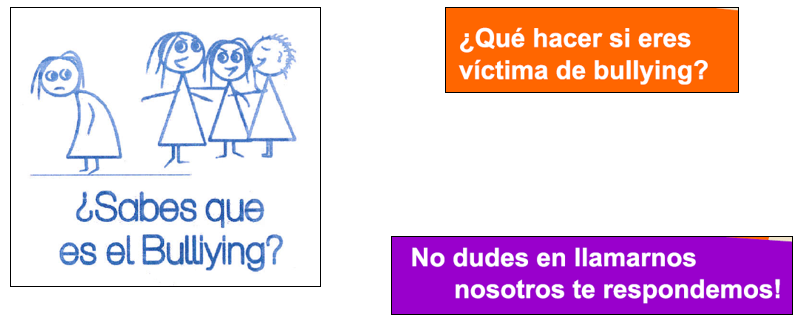 ¿Sabes que
es el Bulliying?
¿Qué hacer si eres
víctima de bullying?
No dudes en llamarnos
nosotros te respondemos!